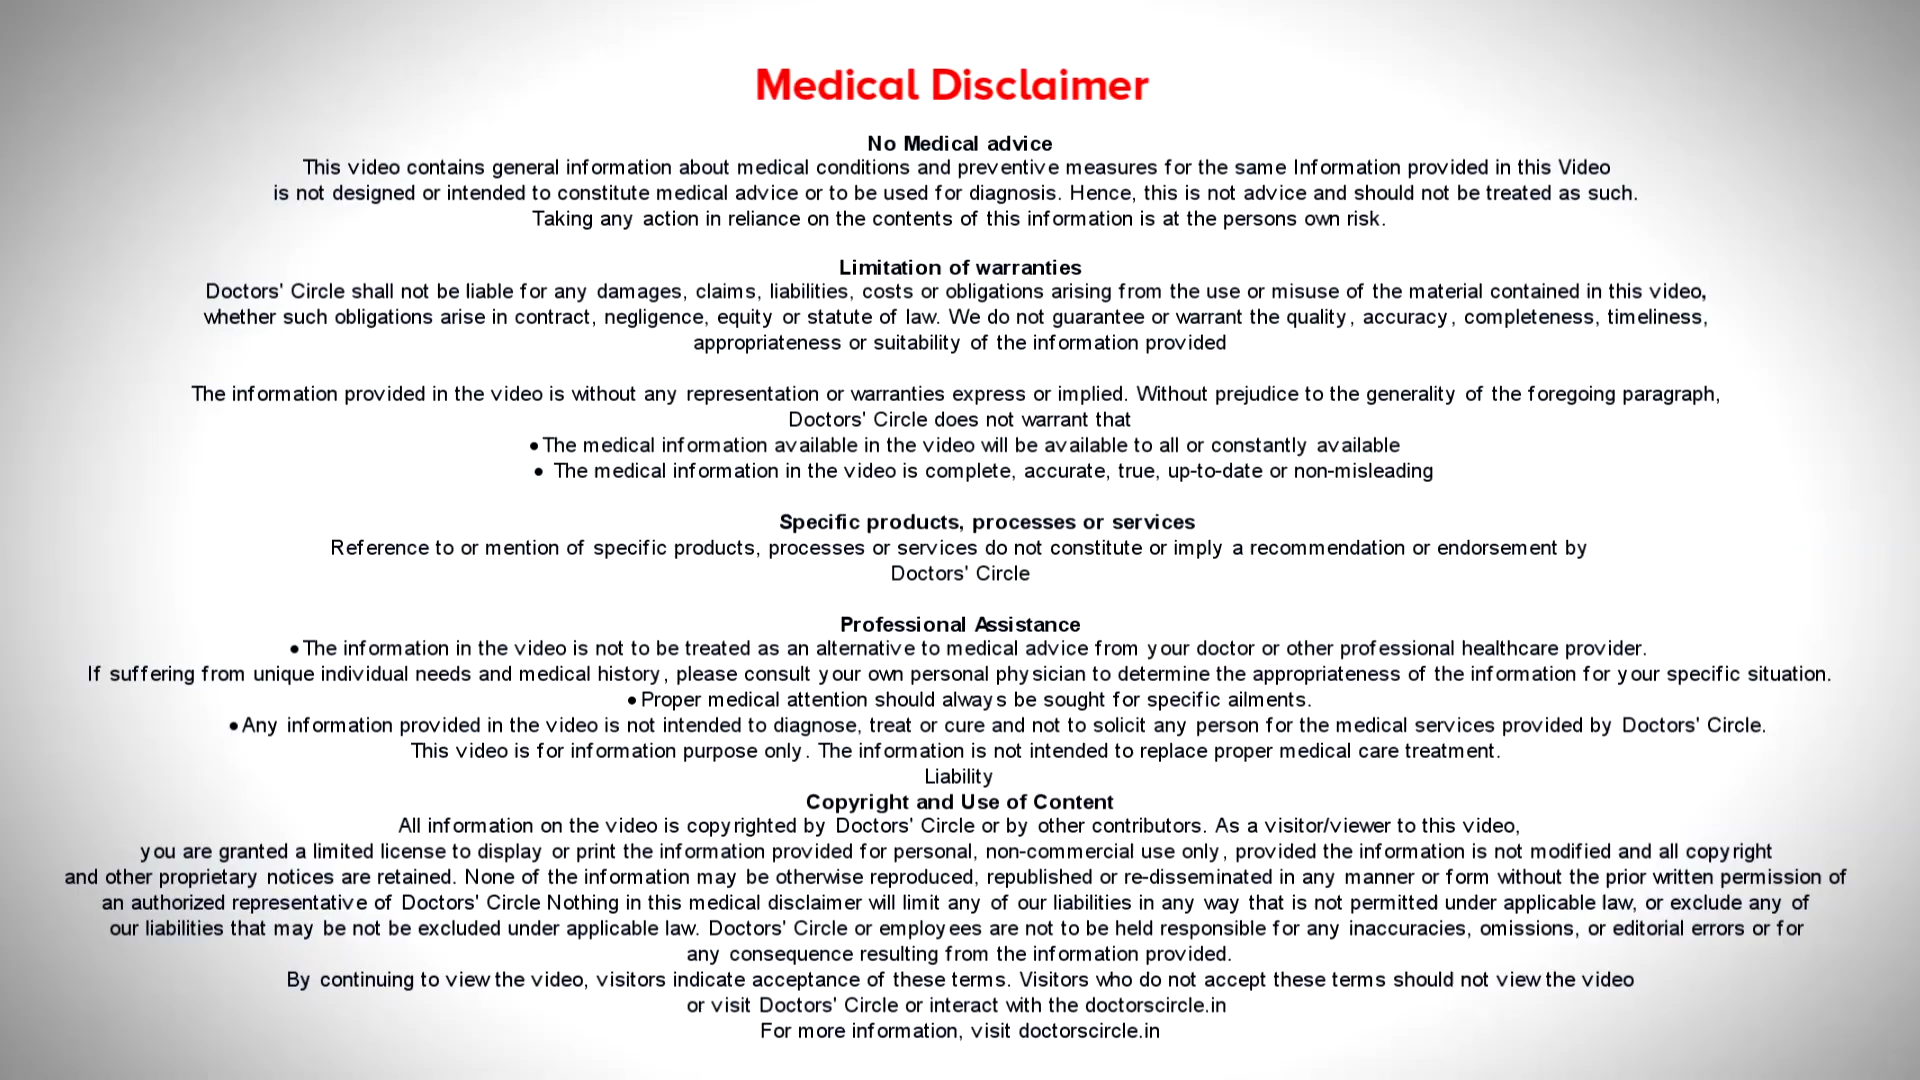 Medical Disclaimer
No Medical advice
This video contains general information about medical conditions and preventive measures for the same Information provided in this Video
is not designed or intended to constitute medical advice or to be used for diagnosis. Hence, this is not advice and should not be treated as such.
Taking any action in reliance on the contents of this information is at the persons own risk.
Limitation of warranties
Doctors' Circle shall not be liable for any damages, claims, liabilities, costs or obligations arising from the use or misuse of the material contained in this video,
whether such obligations arise in contract, negligence, equity or statute of law. We do not guarantee or warrant the quality, accuracy, completeness, timeliness,
appropriateness or suitability of the information provided
The information provided in the video is without any representation or warranties express or implied. Without prejudice to the generality of the foregoing paragraph,
Doctors' Circle does not warrant that
• The medical information available in the video will be available to all or constantly available
• The medical information in the video is complete, accurate, true, up-to-date or non-misleading
Specific products, processes or services
Reference to or mention of specific products, processes or services do not constitute or imply a recommendation or endorsement by
Doctors' Circle
Professional Assistance
• The information in the video is not to be treated as an alternative to medical advice from your doctor or other professional healthcare provider.
If suffering from unique individual needs and medical history, please consult your own personal physician to determine the appropriateness of the information for your specific situation.
• Proper medical attention should always be sought for specific ailments.
• Any information provided in the video is not intended to diagnose, treat or cure and not to solicit any person for the medical services provided by Doctors' Circle.
This video is for information purpose only. The information is not intended to replace proper medical care treatment.
Liability
Copyright and Use of Content
All information on the video is copyrighted by Doctors' Circle or by other contributors. As a visitor/viewer to this video,
you are granted a limited license to display or print the information provided for personal, non-commercial use only, provided the information is not modified and all copyright
and other proprietary notices are retained. None of the information may be otherwise reproduced, republished or re-disseminated in any manner or form without the prior written permission of
an authorized representative of Doctors' Circle Nothing in this medical disclaimer will limit any of our liabilities in any way that is not permitted under applicable law, or exclude any of
our liabilities that may be not be excluded under applicable law. Doctors' Circle or employees are not to be held responsible for any inaccuracies, omissions, or editorial errors or for
any consequence resulting from the information provided.
By continuing to view the video, visitors indicate acceptance of these terms. Visitors who do not accept these terms should not view the video
or visit Doctors' Circle or interact with the doctorscircle.in
For more information, visit doctorscircle.in